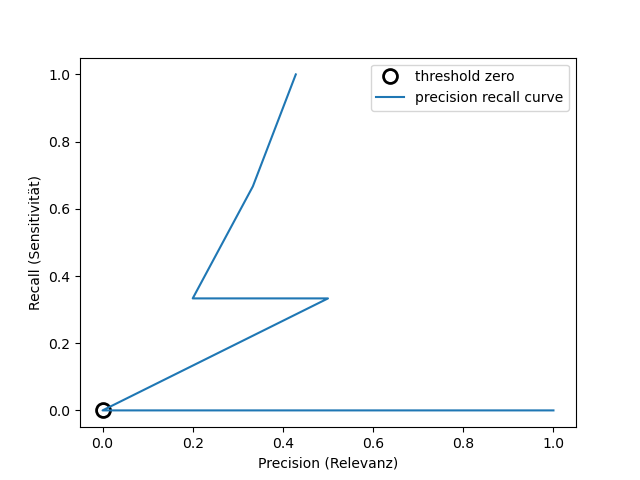 threshold zero
precision recall curve
1.0
0.8
0.6
0.4
0.2
0.0
Recall (Sensitivität)
0.0 0.2 0.4 0.6 0.8 1.0
Precision (Relevanz)